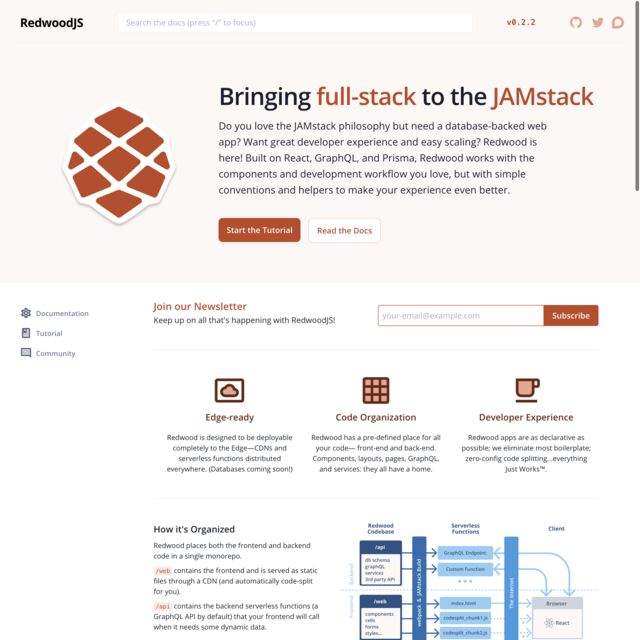 RedwoodJS
Search the docs (press "/" to focus)
v0.2.2
Bringing full-stack to the JAMstack
Do you love the JAMstack philosophy but need a database-backed web
app? Want great developer experience and easy scaling? Redwood is
here! Built on React, GraphQL, and Prisma, Redwood works with the
components and development workflow you love, but with simple
conventions and helpers to make your experience even better.
Start the Tutorial
Read the Docs
Documentation
Tutorial
Community
Join our Newsletter
Keep up on all that's happening with RedwoodJS!
your-email@example.com
Subscribe
Edge-ready
Redwood is designed to be deployable
completely to the Edge—CDNs and
serverless functions distributed
everywhere. (Databases coming soon!)
Code Organization
Redwood has a pre-defined place for all
your code— front-end and back-end.
Components, layouts, pages, GraphQL,
and services: they all have a home.
Developer Experience
Redwood apps are as declarative as
possible; we eliminate most boilerplate;
zero-config code splitting...everything
Just Works™.
How it's Organized
Redwood places both the frontend and backend
code in a single monorepo.
/web contains the frontend and is served as static
files through a CDN (and automatically code-split
for you).
/api contains the backend serverless functions (a
GraphQL API by default) that your frontend will call
when it needs some dynamic data.
Redwood
Codebase
Serverless
Functions
Client
Backend
/api
db schema
graphQL
services
3rd party API
webpack & JAMstack Build
GraphQL Endpoint
Custom Function
The Internet
Frontend
/web
components
cells
forms
styles...
index.html
codesplit_chunk1.js
codesplit_chunk2.js
Browser
React